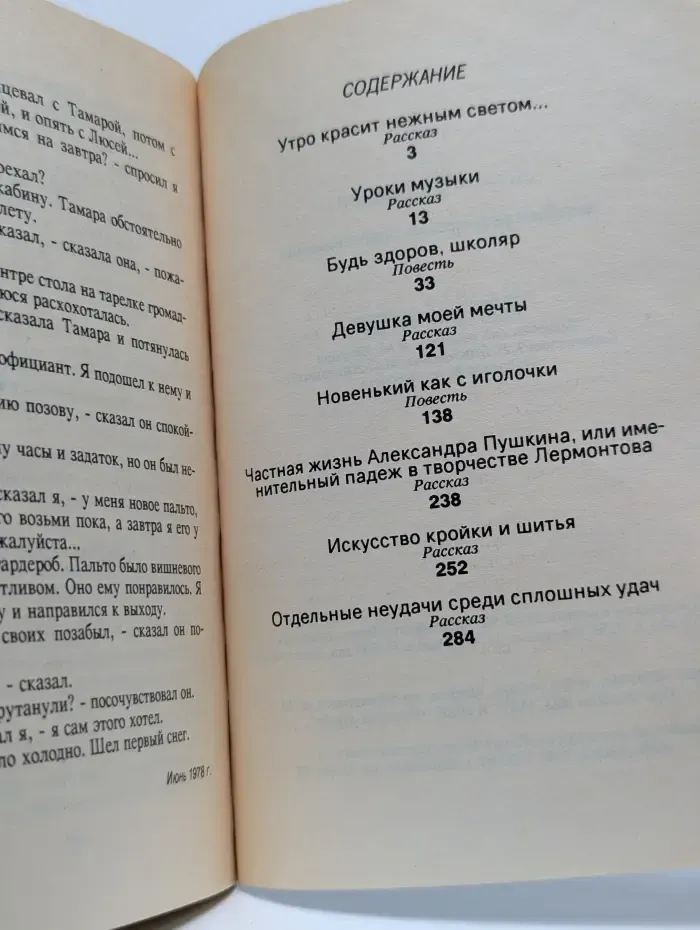 цевал с Тамарой, потом с
й, и опять с Люсей...
мся на завтра? - спросил я
рехал?
кабину. Тамара обстоятельно
лету.
казал, - сказала она, - пожа-
нтре стола на тарелке громад-
юся расхохоталась.
сказала Тамара и потянулась
официант. Я подошел к нему и
ию позову, - сказал он спокой-
у часы и задаток, но он был не-
сказал я, - у меня новое пальто,
го возьми пока, а завтра я его у
жалуйста...
гардероб. Пальто было вишневого
тливом. Оно ему понравилось. Я
у и направился к выходу.
своих позабыл, - сказал он по-
- сказал.
рутанули? - посочувствовал он.
ал я, - я сам этого хотел.
ло холодно. Шел первый снег.
Июнь 1978 г.
СОДЕРЖАНИЕ
Утро красит нежным светом...
Рассказ
3
Уроки музыки
Рассказ
13
Будь здоров, школяр
Повесть
33
Девушка моей мечты
Рассказ
121
Новенький как с иголочки
Повесть
138
Частная жизнь Александра Пушкина, или име-
нительный падеж в творчестве Лермонтова
Рассказ
238
Искусство кройки и шитья
Рассказ
252
Отдельные неудачи среди сплошных удач
Рассказ
284